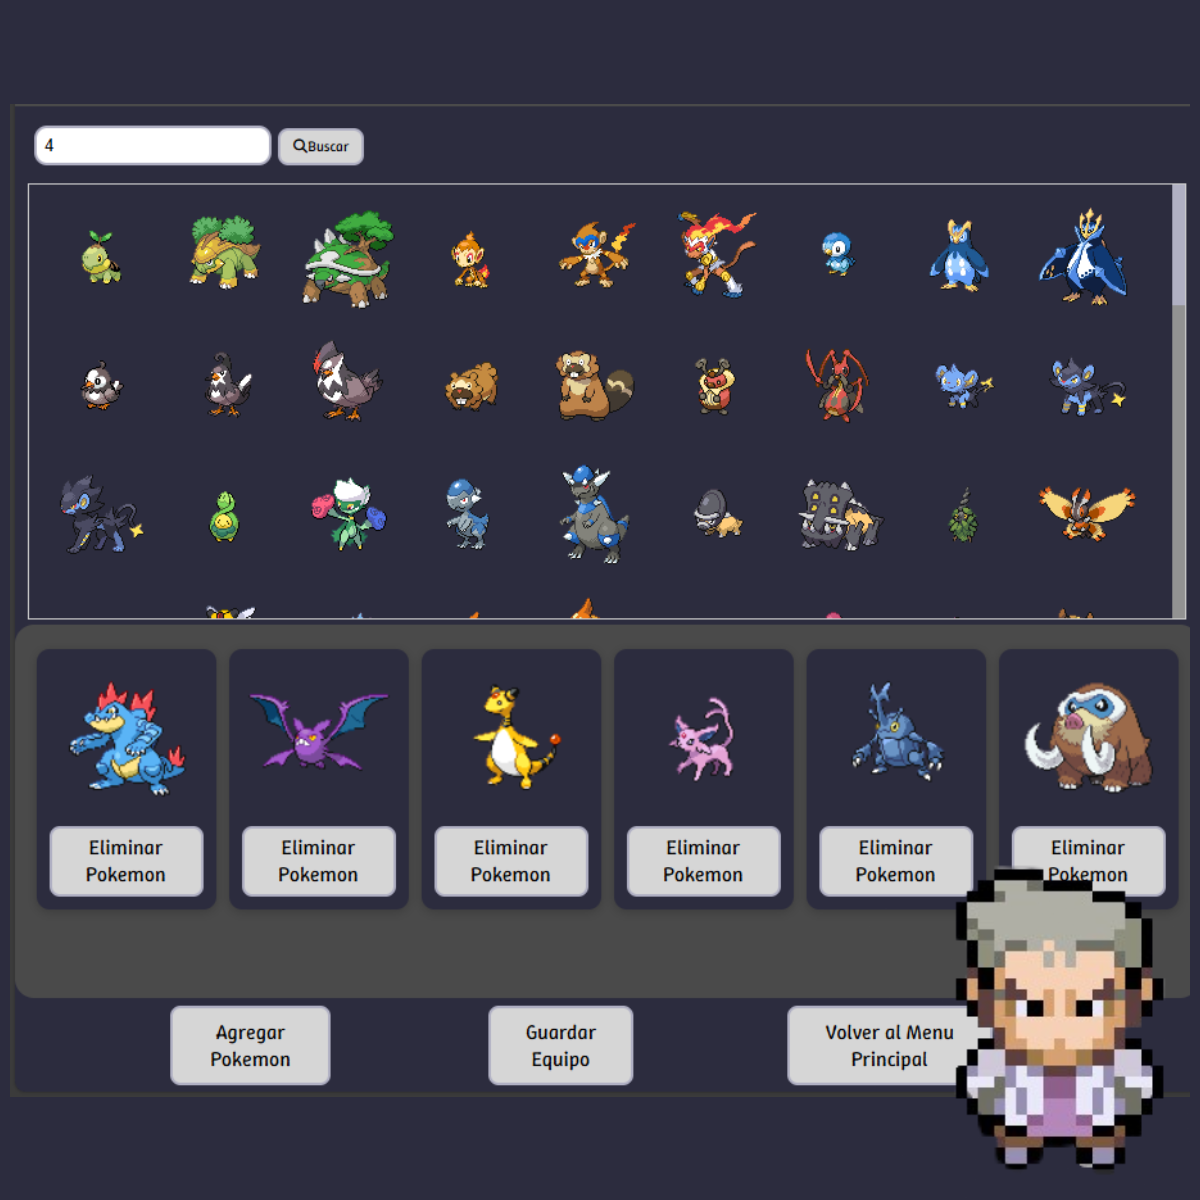 4
Buscar
Eliminar
Pokemon
Eliminar
Pokemon
Eliminar
Pokemon
Eliminar
Pokemon
Eliminar
Pokemon
Eliminar
Pokemon
Agregar
Pokemon
Guardar
Equipo
Volver al Menu
Principal